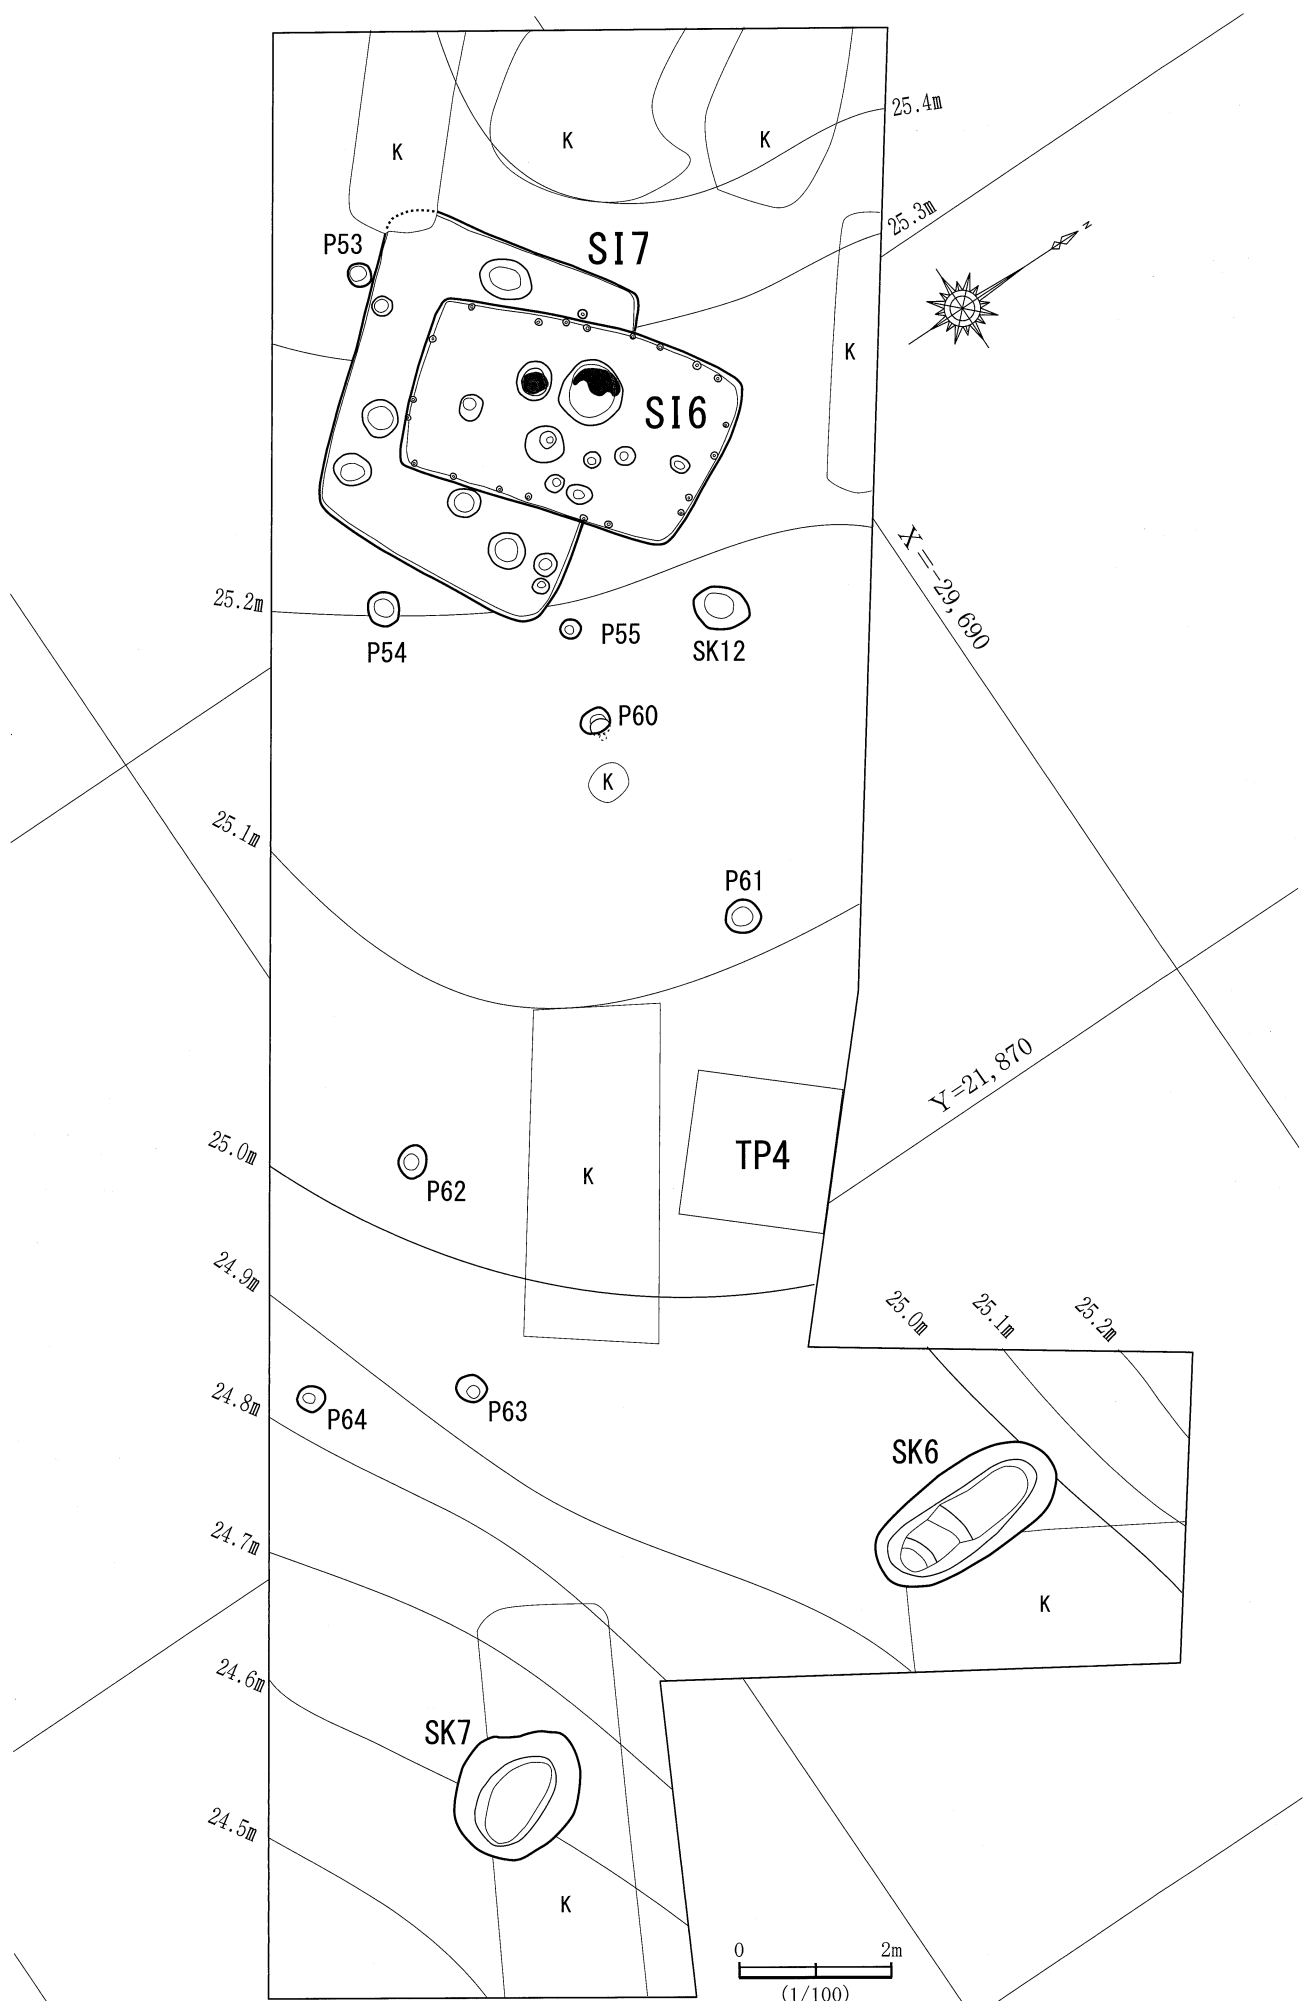 25.4m
K
K
K
25.3m
N
P53
SI7
K
SI6
X=-29,690
25.2m
P54
P55
SK12
P60
K
25.1m
P61
Y=21,870
25.0m
TP4
K
P62
24.9m
25.0m
25.1m
25.2m
24.8m
P64
P63
SK6
24.7m
K
24.6m
SK7
24.5m
K
0
2m
(1/100)